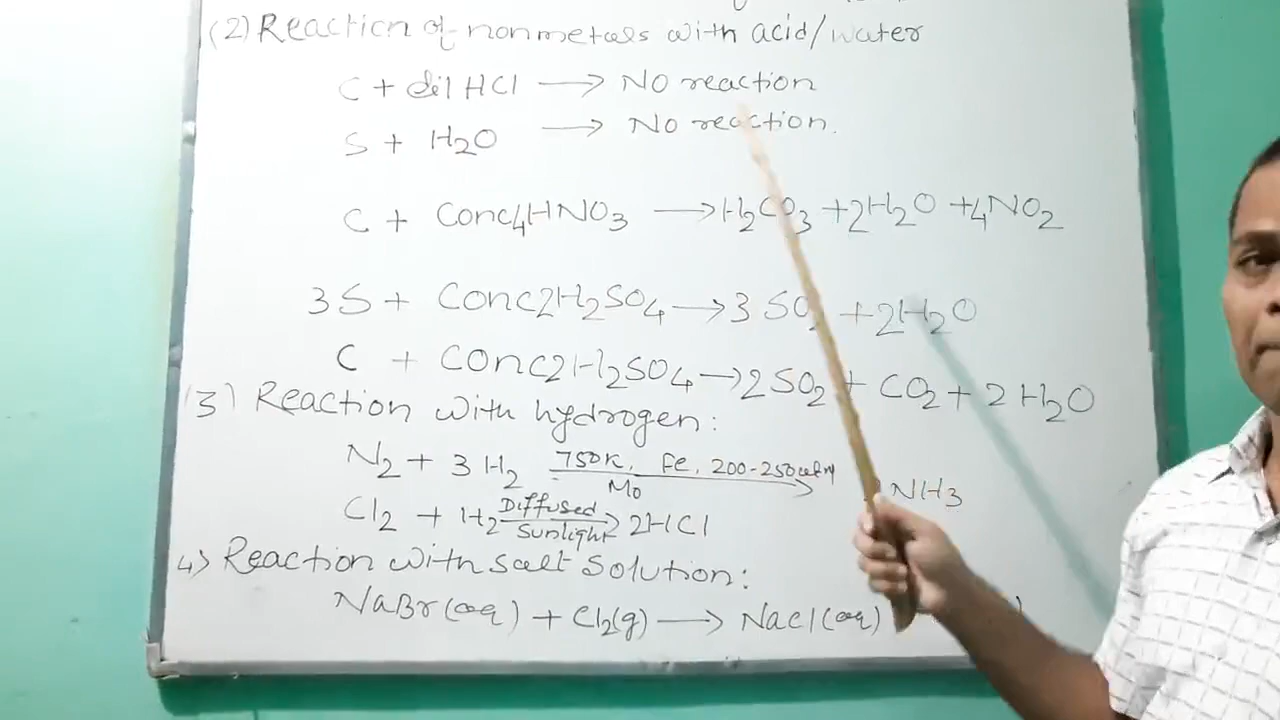 (2) Reaction of nonmetals with acid/water
C + dil HCl → No reaction
S + H2O → No reaction.
C + Conc4HNO3 → H2CO3 + 2H2O + 4NO2
3S + Conc2H2SO4 → 3SO2 + 2H2O
C + Conc2H2SO4 → 2SO2 + CO2 + 2H2O
(3) Reaction with hydrogen:
N2 + 3H2 750K, Fe, 200-250atm Mo → NH3
Cl2 + H2 Diffused Sunlight → 2HCl
4) Reaction with salt solution:
NaBr(aq) + Cl2(g) → NaCl(aq)